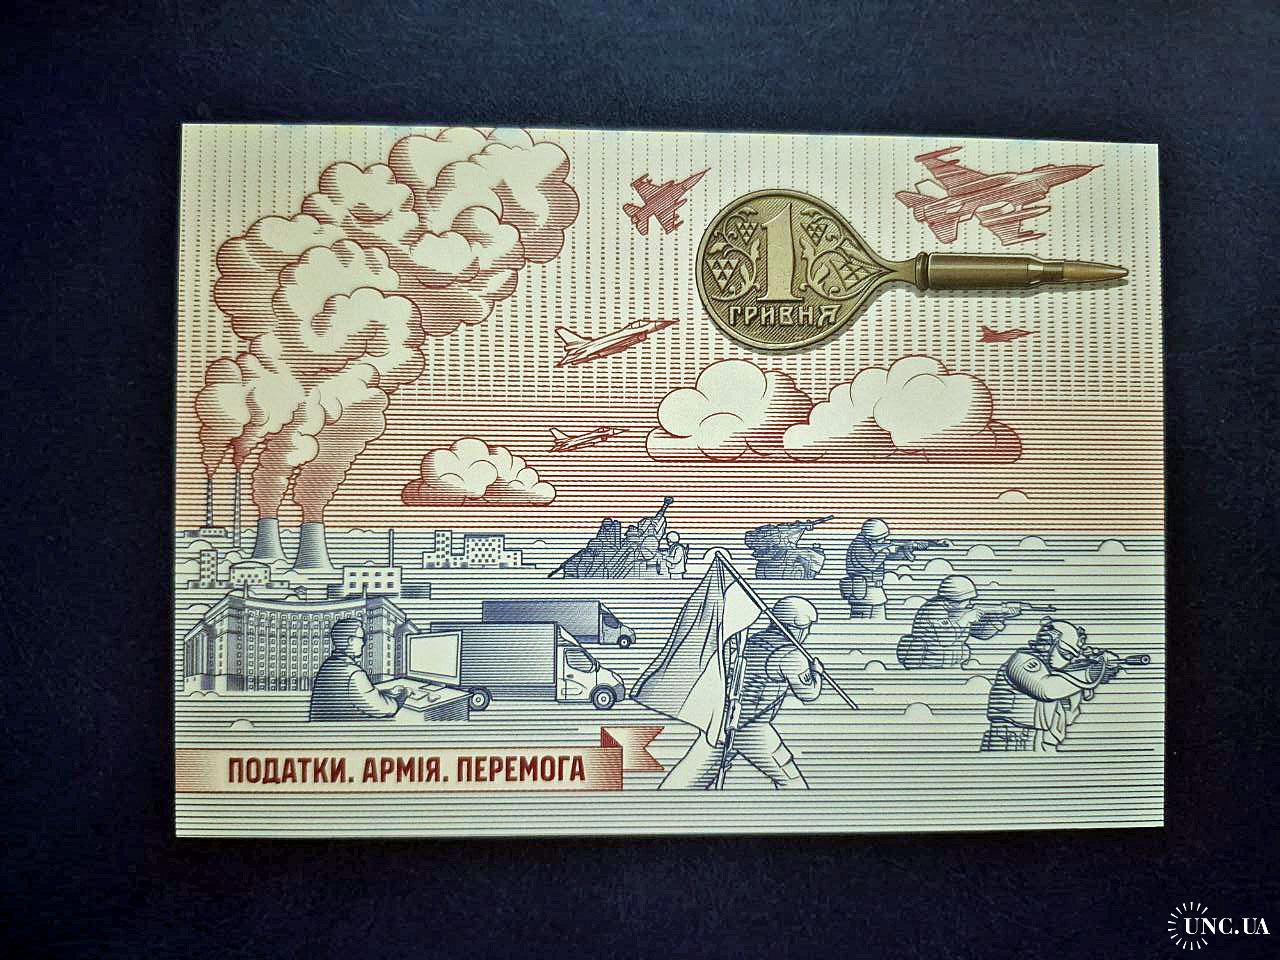 1
ГРИВНЯ
ПОДАТКИ. АРМІЯ. ПЕРЕМОГА
UNC.UA